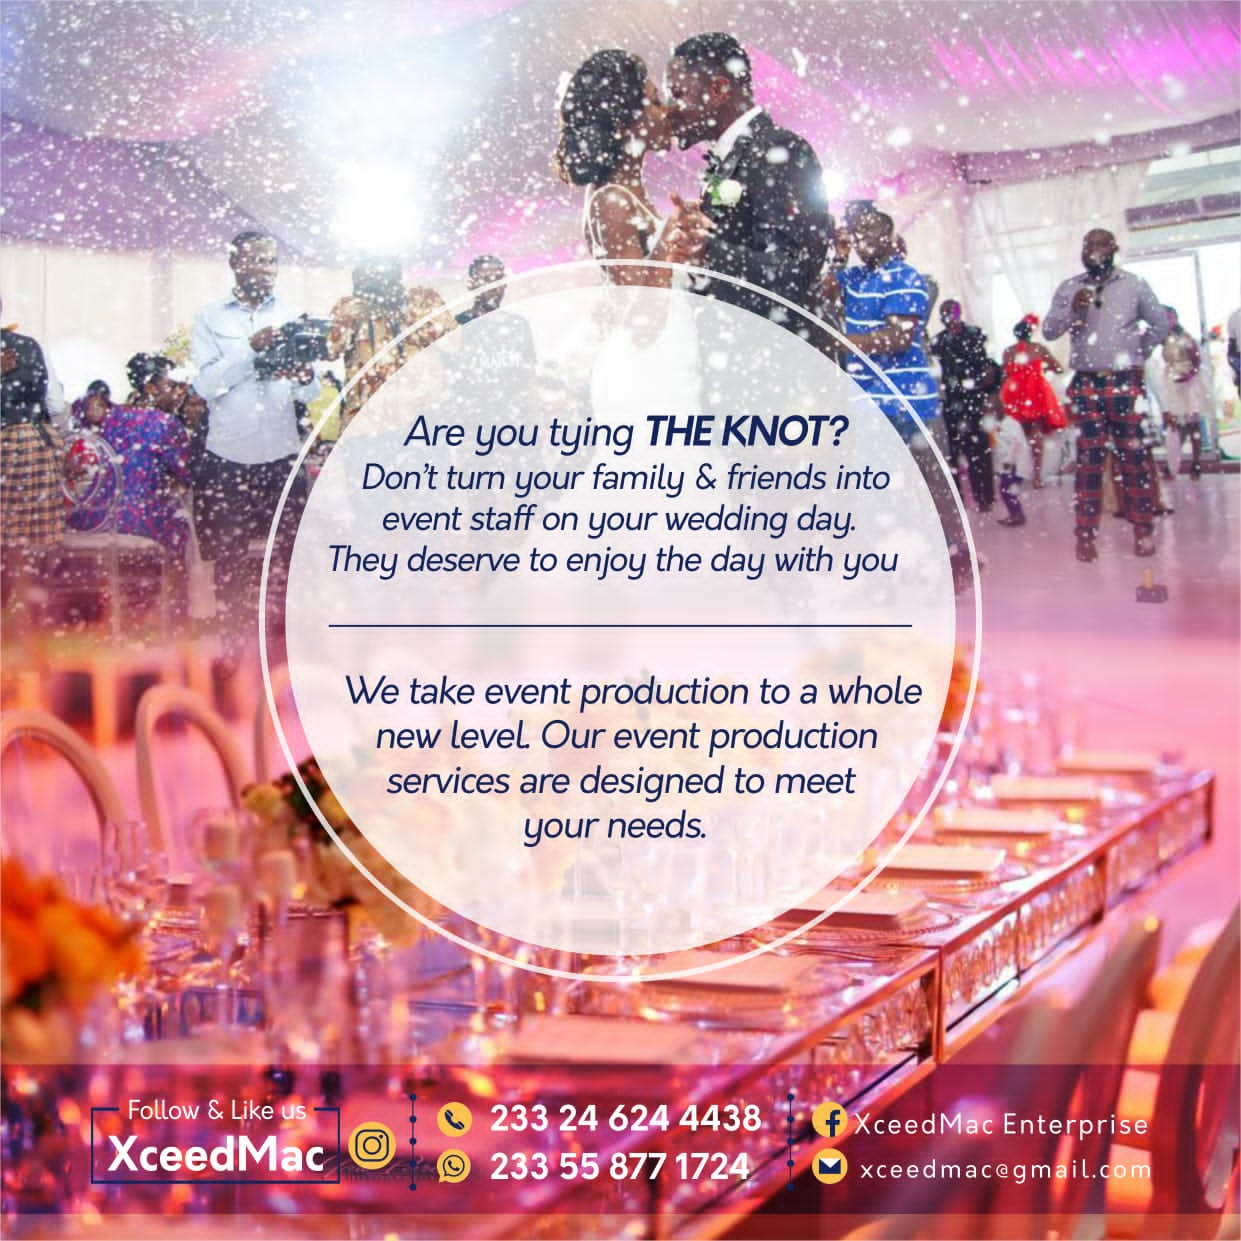 Are you tying THE KNOT?
Don't turn your family & friends into
event staff on your wedding day.
They deserve to enjoy the day with you
We take event production to a whole
new level. Our event production
services are designed to meet
your needs.
Follow & Like us
XceedMac
233 24 624 4438
233 55 877 1724
XceedMac Enterprise
xceedmac@gmail.com